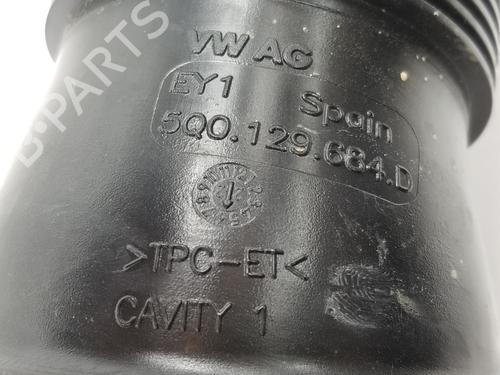 VW AG
EY1 Spain
5Q0.129.684.D
>TPC-ET<
CAVITY 1
B-PARTS